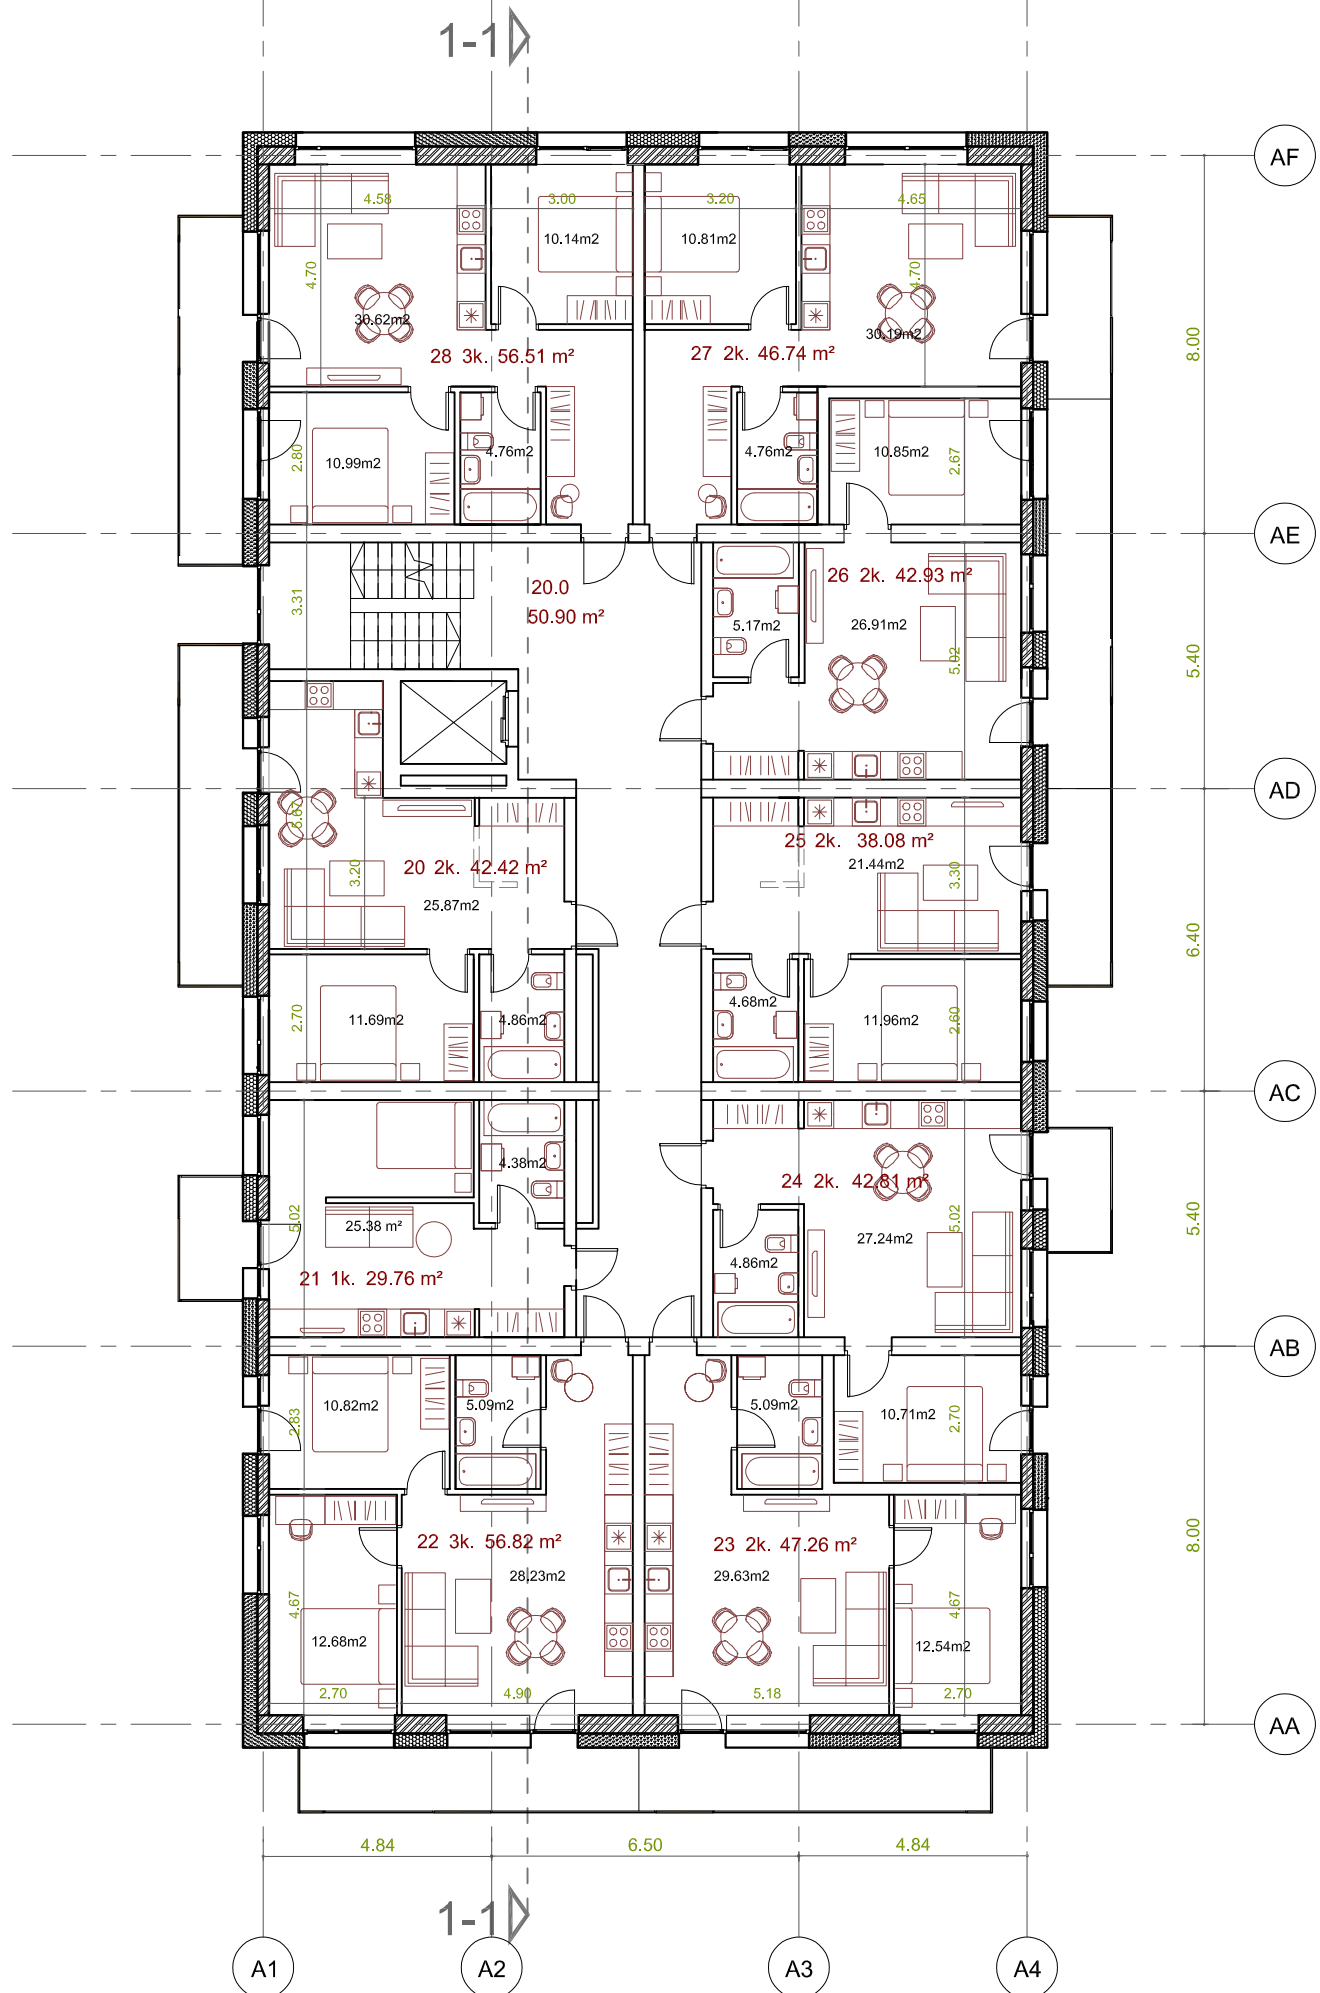 1-1
AF
4.58
3.00
3.20
4.65
10.14m2
10.81m2
4.70
4.70
30.62m2
30.19m2
28 3k. 56.51 m²
27 2k. 46.74 m²
8.00
2.80
10.99m2
4.76m2
4.76m2
10.85m2
2.67
AE
20.0
50.90 m²
3.31
26 2k. 42.93 m²
5.17m2
26.91m2
5.02
5.40
AD
5.67
3.20
20 2k. 42.42 m²
25.87m2
25 2k. 38.08 m²
21.44m2
3.30
6.40
2.70
11.69m2
4.86m2
4.68m2
11.96m2
2.60
AC
4.38m2
5.02
25.38 m²
21 1k. 29.76 m²
24 2k. 42.81 m²
5.02
27.24m2
4.86m2
5.40
AB
2.83
10.82m2
5.09m2
5.09m2
10.71m2
2.70
22 3k. 56.82 m²
28.23m2
23 2k. 47.26 m²
29.63m2
8.00
4.67
12.68m2
4.67
12.54m2
2.70
4.90
5.18
2.70
AA
4.84
6.50
4.84
1-1
A1
A2
A3
A4